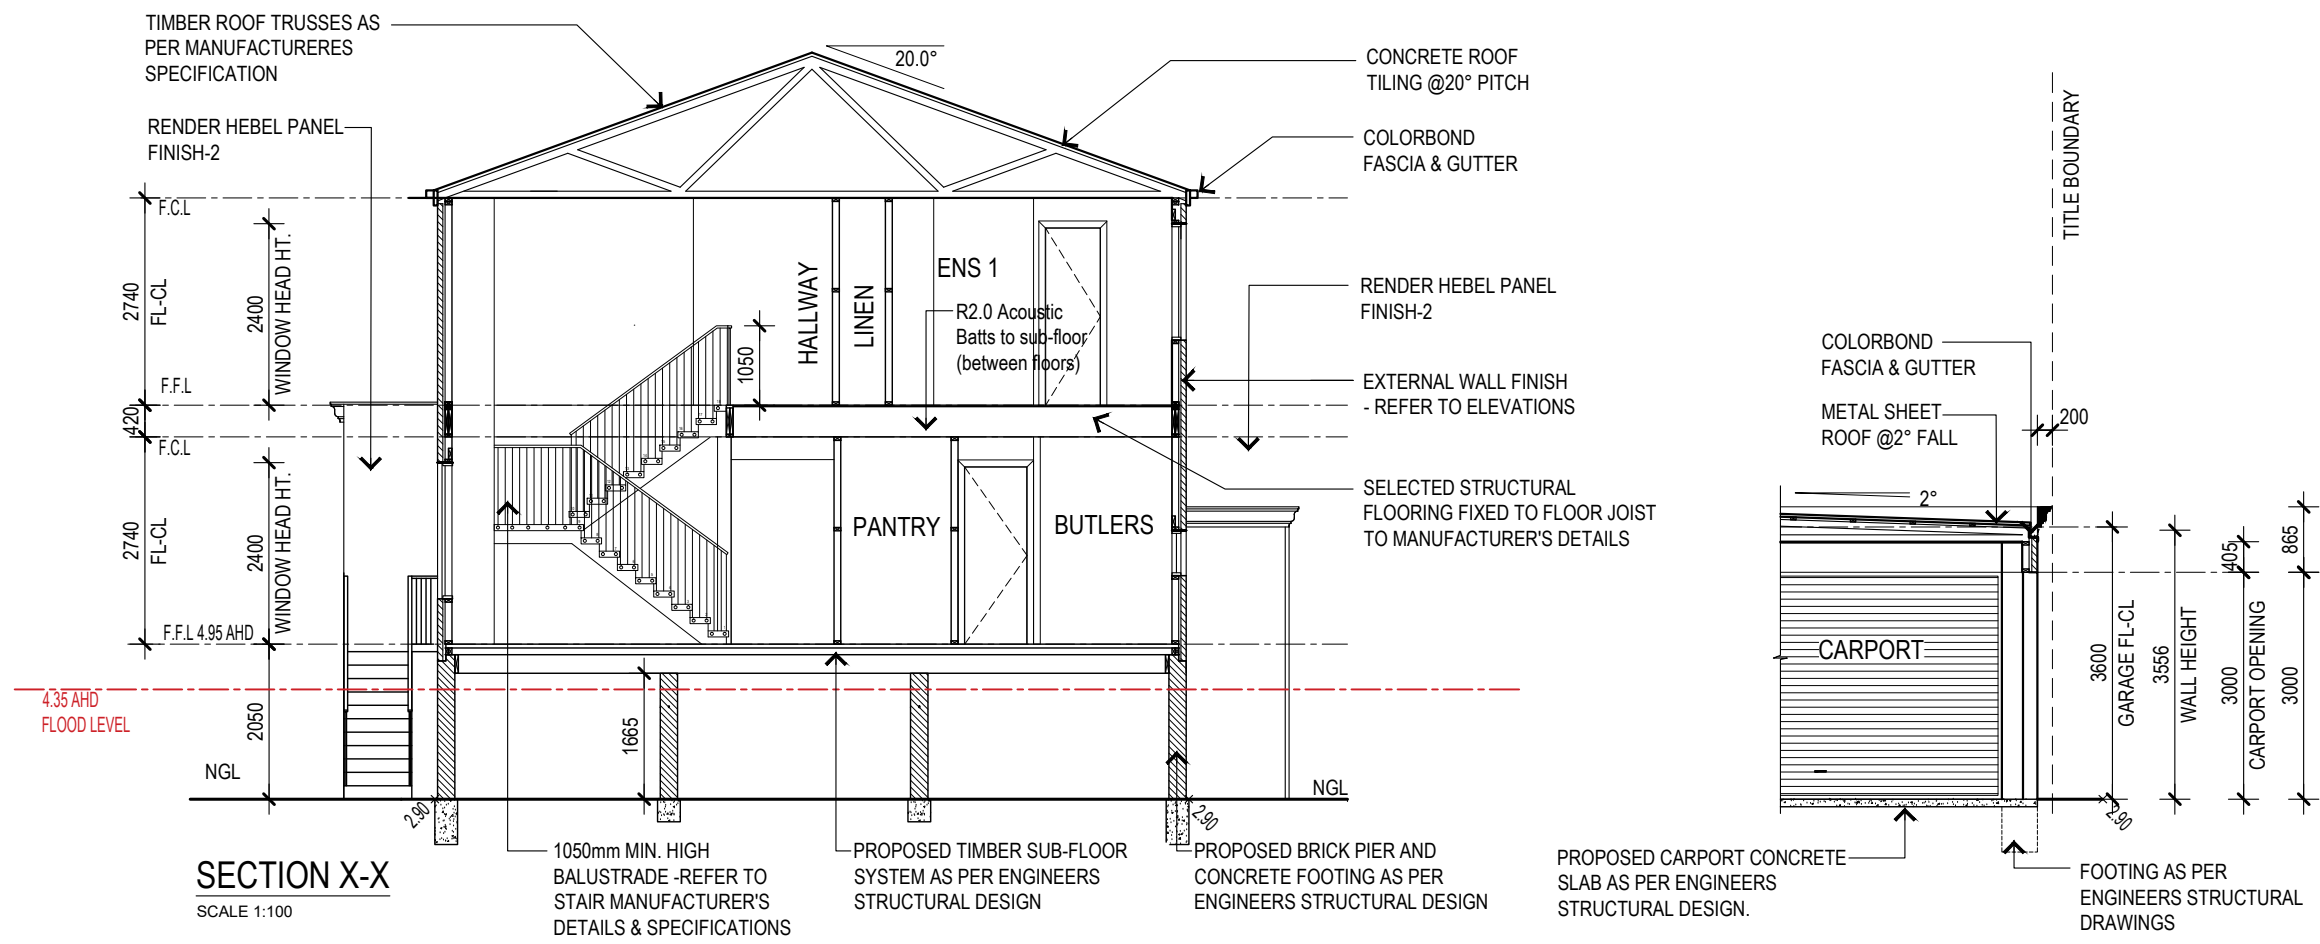 TIMBER ROOF TRUSSES AS
PER MANUFACTURERES
SPECIFICATION
20.0°
CONCRETE ROOF
TILING @20° PITCH
RENDER HEBEL PANEL
FINISH-2
COLORBOND
FASCIA & GUTTER
TITLE BOUNDARY
F.C.L
2740
FL-CL
2400
WINDOW HEAD HT.
HALLWAY
LINEN
ENS 1
R2.0 Acoustic
Batts to sub-floor
(between floors)
1050
RENDER HEBEL PANEL
FINISH-2
COLORBOND
FASCIA & GUTTER
F.F.L
EXTERNAL WALL FINISH
- REFER TO ELEVATIONS
METAL SHEET
ROOF @2° FALL
200
420
F.C.L
2740
FL-CL
2400
WINDOW HEAD HT.
SELECTED STRUCTURAL
FLOORING FIXED TO FLOOR JOIST
TO MANUFACTURER'S DETAILS
2°
PANTRY
BUTLERS
405
865
F.F.L 4.95 AHD
CARPORT
3600
GARAGE FL-CL
3556
WALL HEIGHT
3000
CARPORT OPENING
3000
4.35 AHD
FLOOD LEVEL
2050
1665
NGL
NGL
2.90
2.90
2.90
SECTION X-X
SCALE 1:100
1050mm MIN. HIGH
BALUSTRADE -REFER TO
STAIR MANUFACTURER'S
DETAILS & SPECIFICATIONS
PROPOSED TIMBER SUB-FLOOR
SYSTEM AS PER ENGINEERS
STRUCTURAL DESIGN
PROPOSED BRICK PIER AND
CONCRETE FOOTING AS PER
ENGINEERS STRUCTURAL DESIGN
PROPOSED CARPORT CONCRETE
SLAB AS PER ENGINEERS
STRUCTURAL DESIGN.
FOOTING AS PER
ENGINEERS STRUCTURAL
DRAWINGS